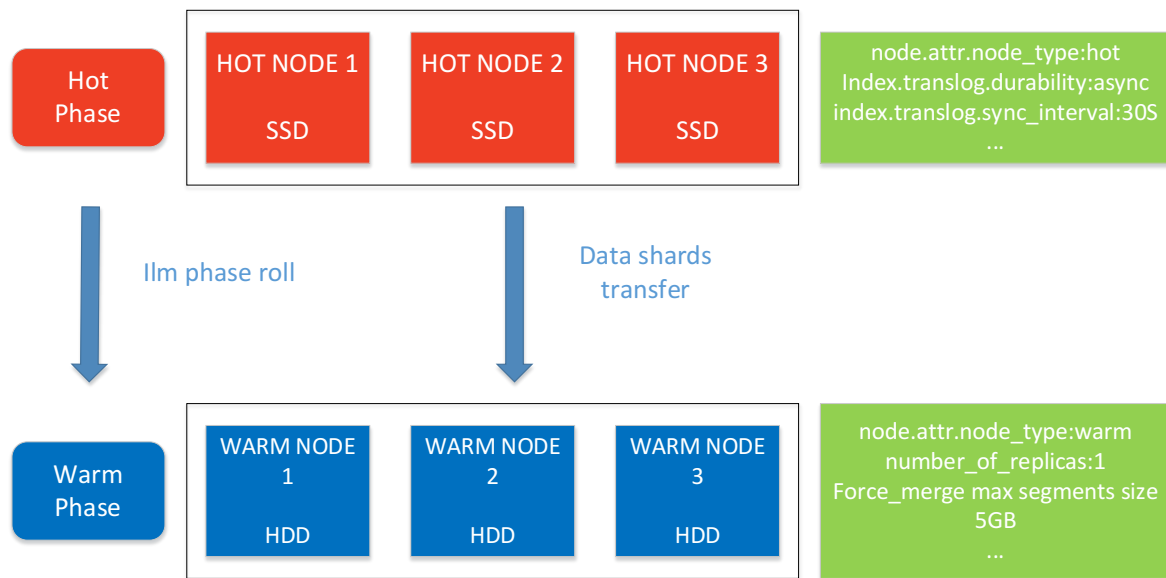 Hot
Phase
HOT NODE 1
SSD
HOT NODE 2
SSD
HOT NODE 3
SSD
node.attr.node_type:hot
Index.translog.durability:async
index.translog.sync_interval:30S
...
Ilm phase roll
Data shards
transfer
Warm
Phase
WARM NODE
1
HDD
WARM NODE
2
HDD
WARM NODE
3
HDD
node.attr.node_type:warm
number_of_replicas:1
Force_merge max segments size
5GB
...